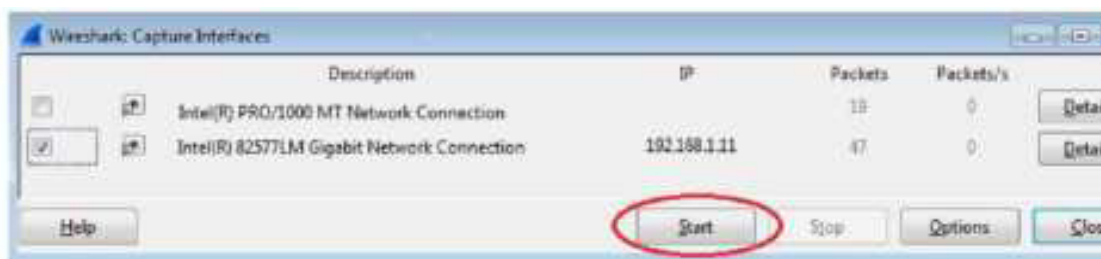 Wireshark: Capture Interfaces
Description IP Packets Packets/s
Intel(R) PRO/1000 MT Network Connection 0
Intel(R) 82577LM Gigabit Network Connection 192.168.1.11 47 0
Help Start Stop Options